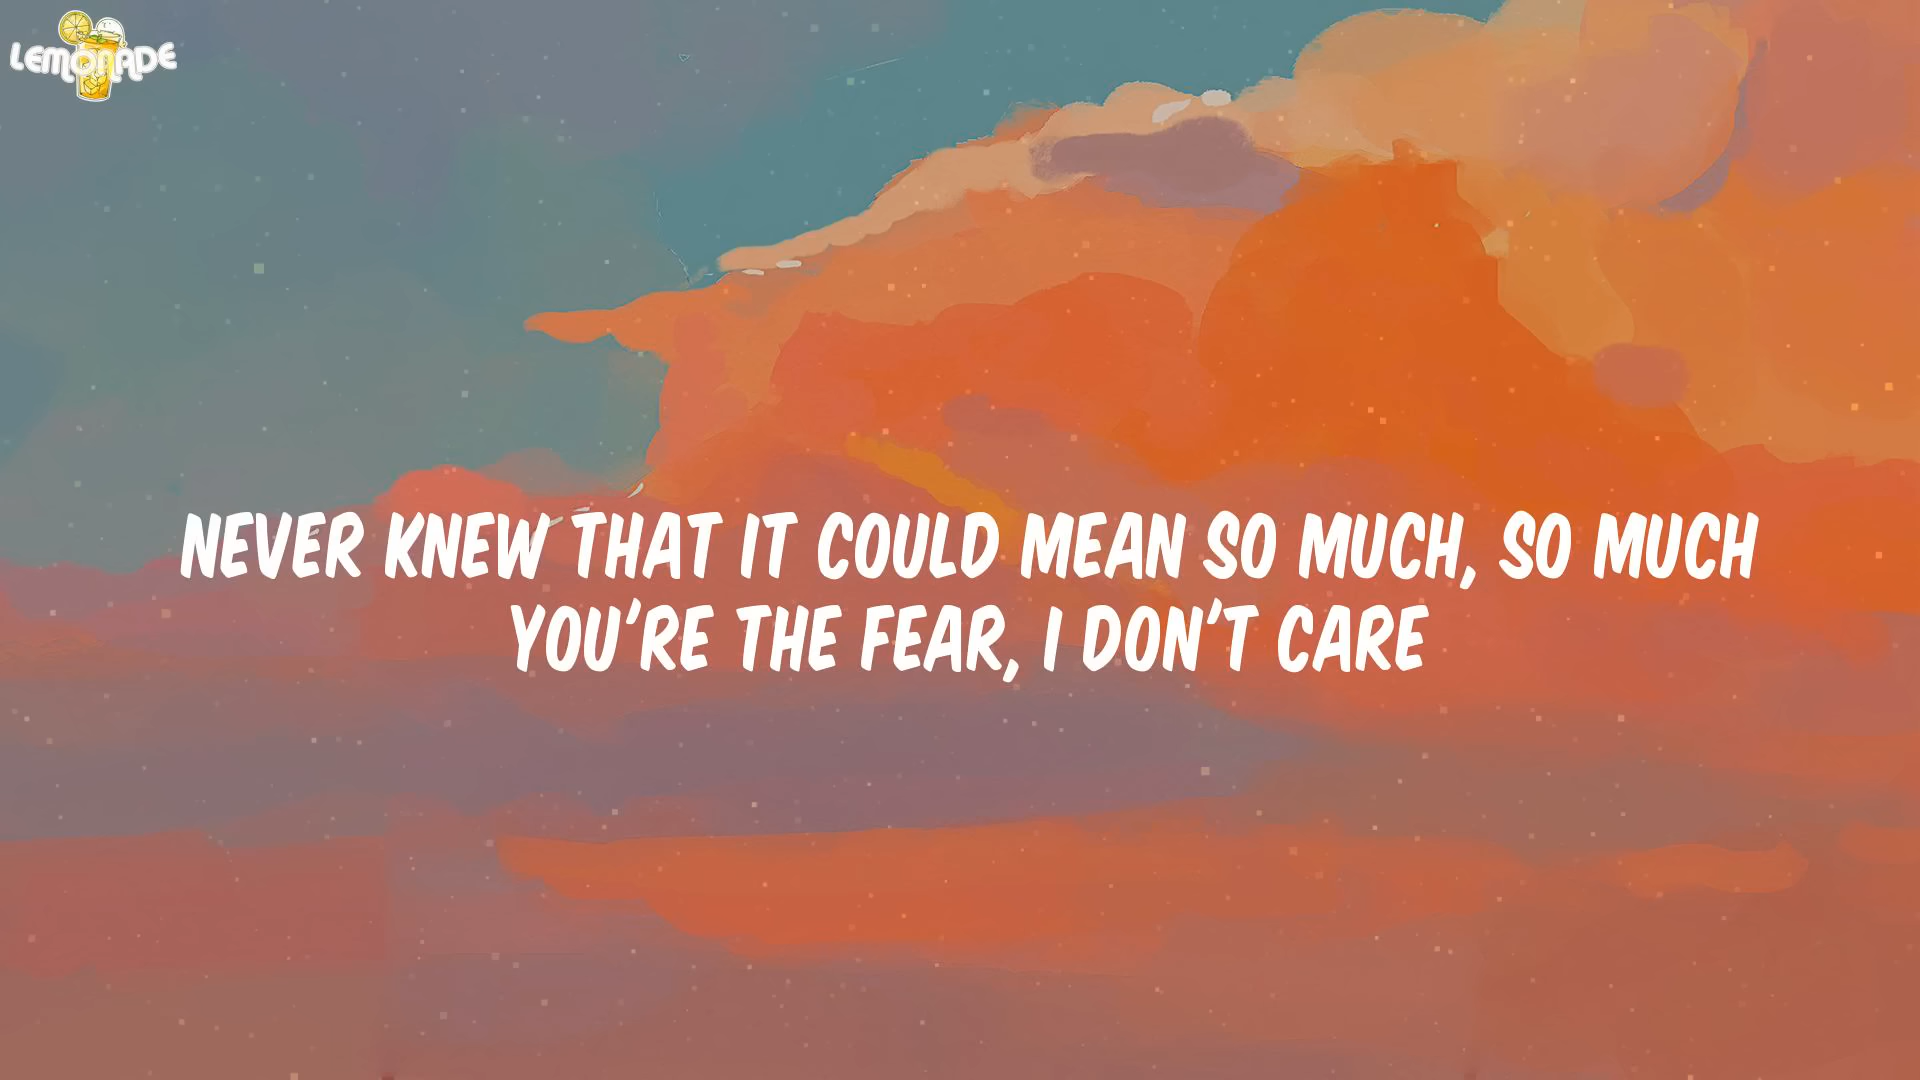 LEMONADE
NEVER KNEW THAT IT COULD MEAN SO MUCH, SO MUCH
YOU'RE THE FEAR, I DON'T CARE